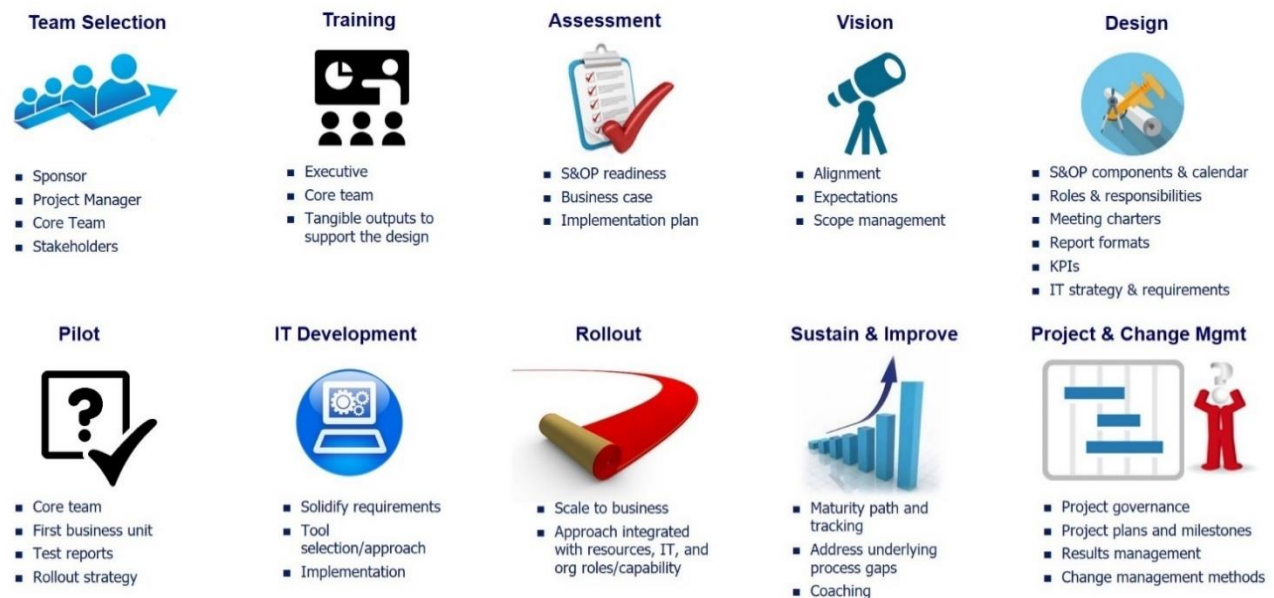 Team Selection
Sponsor
Project Manager
Core Team
Stakeholders
Training
Executive
Core team
Tangible outputs to
support the design
Assessment
S&OP readiness
Business case
Implementation plan
Vision
Alignment
Expectations
Scope management
Design
S&OP components & calendar
Roles & responsibilities
Meeting charters
Report formats
KPIs
IT strategy & requirements
Pilot
?
Core team
First business unit
Test reports
Rollout strategy
IT Development
Solidify requirements
Tool
selection/approach
Implementation
Rollout
Scale to business
Approach integrated
with resources, IT, and
org roles/capability
Sustain & Improve
Maturity path and
tracking
Address underlying
process gaps
Coaching
Project & Change Mgmt
?
Project governance
Project plans and milestones
Results management
Change management methods